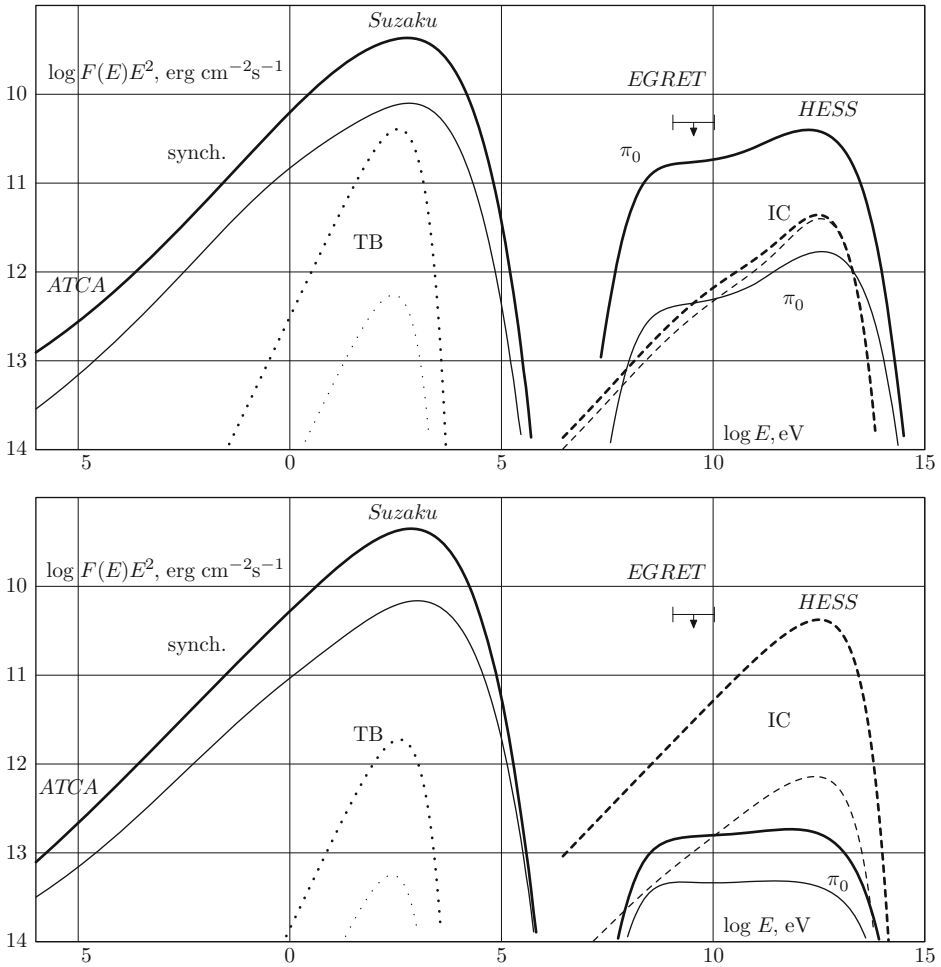 Suzaku
log F(E)E², erg cm⁻²s⁻¹
10
EGRET
HESS
synch.
π₀
11
IC
TB
12
ATCA
π₀
13
log E, eV
14
5
0
5
10
15
Suzaku
log F(E)E², erg cm⁻²s⁻¹
10
EGRET
HESS
synch.
11
IC
TB
12
ATCA
13
π₀
log E, eV
14
5
0
5
10
15